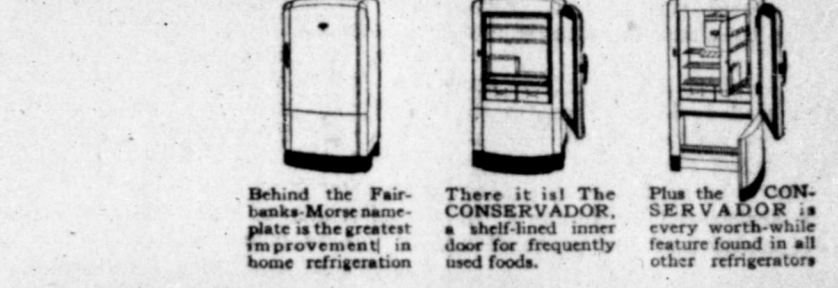 Behind the Fair-
banks-Morse name-
plate is the greatest
improvement in
home refrigeration
There it is! The
CONSERVADOR,
a shelf-lined inner
door for frequently
used foods.
Plus the CON-
SERVADOR is
every worth-while
feature found in all
other refrigerators